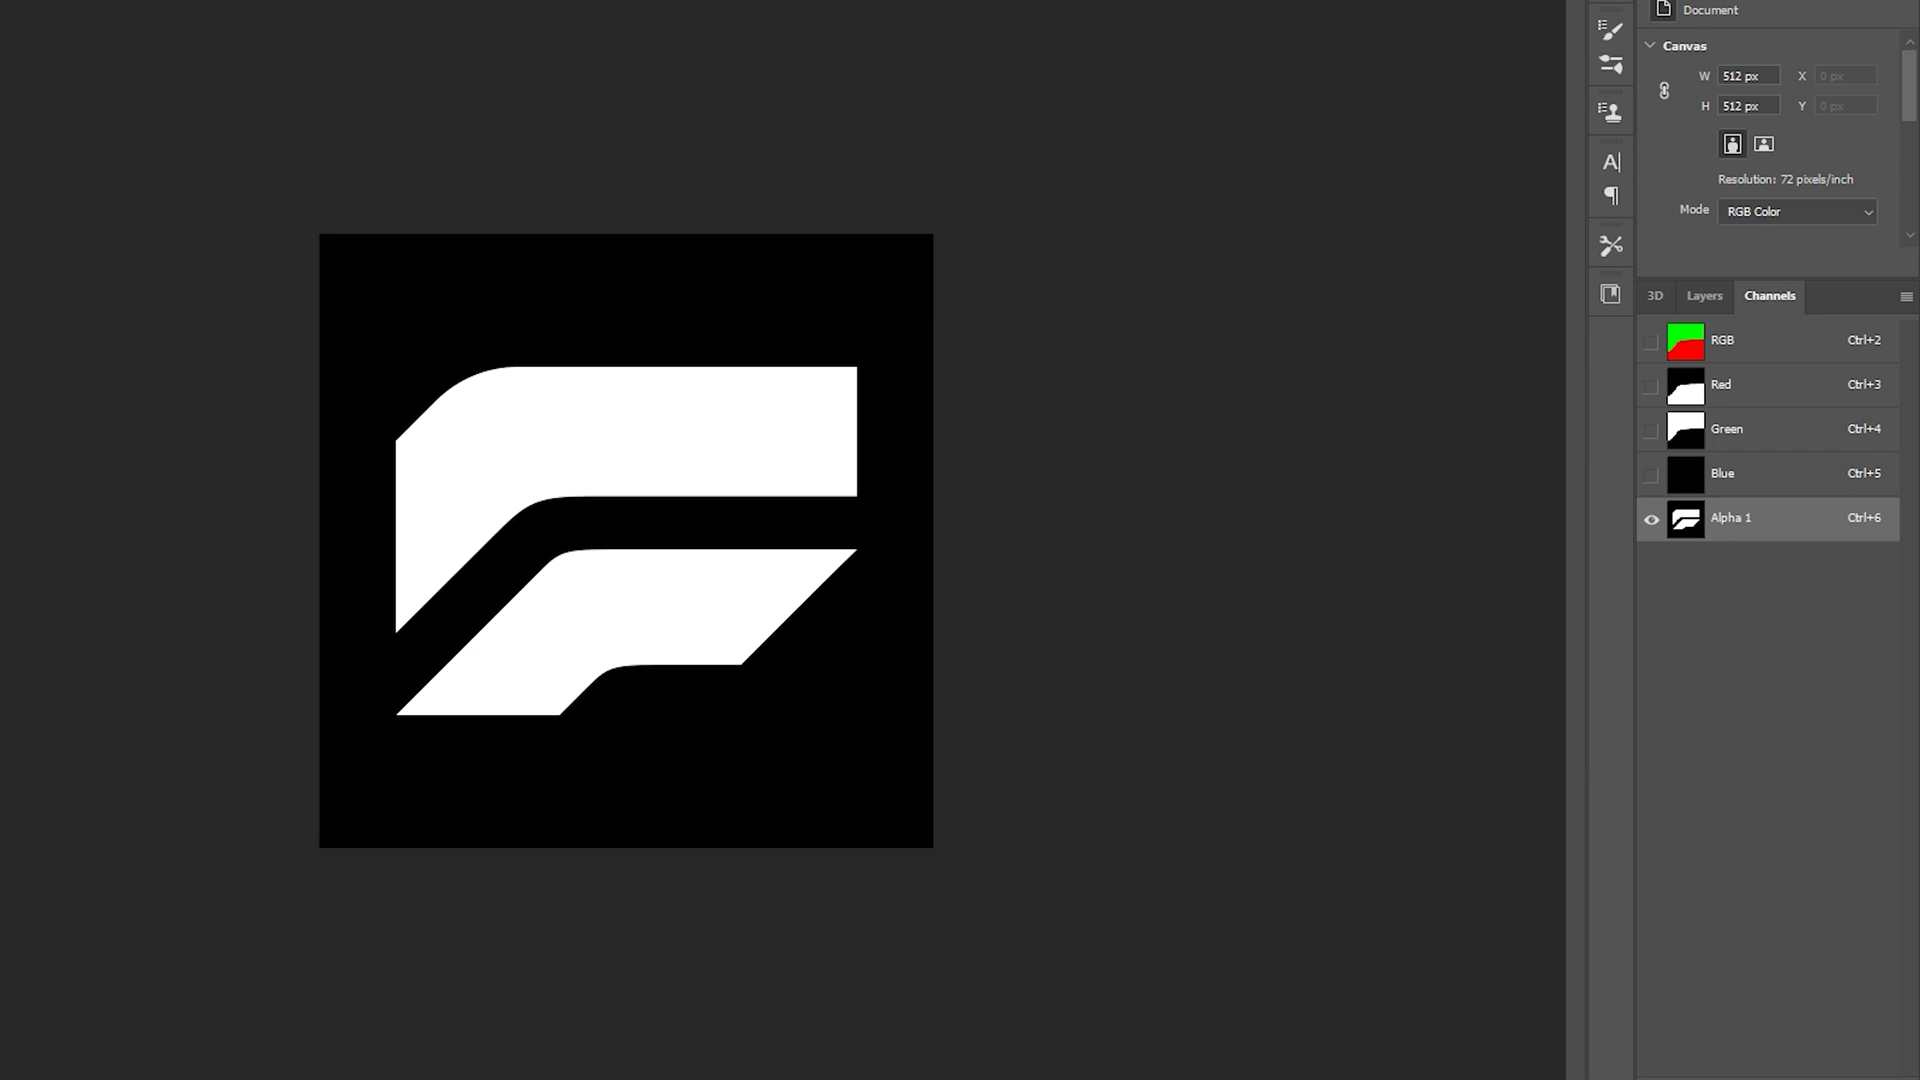 Document
Canvas
W 512 px X 0 px
H 512 px Y 0 px
Resolution: 72 pixels/inch
Mode RGB Color
3D Layers Channels
RGB Ctrl+2
Red Ctrl+3
Green Ctrl+4
Blue Ctrl+5
Alpha 1 Ctrl+6